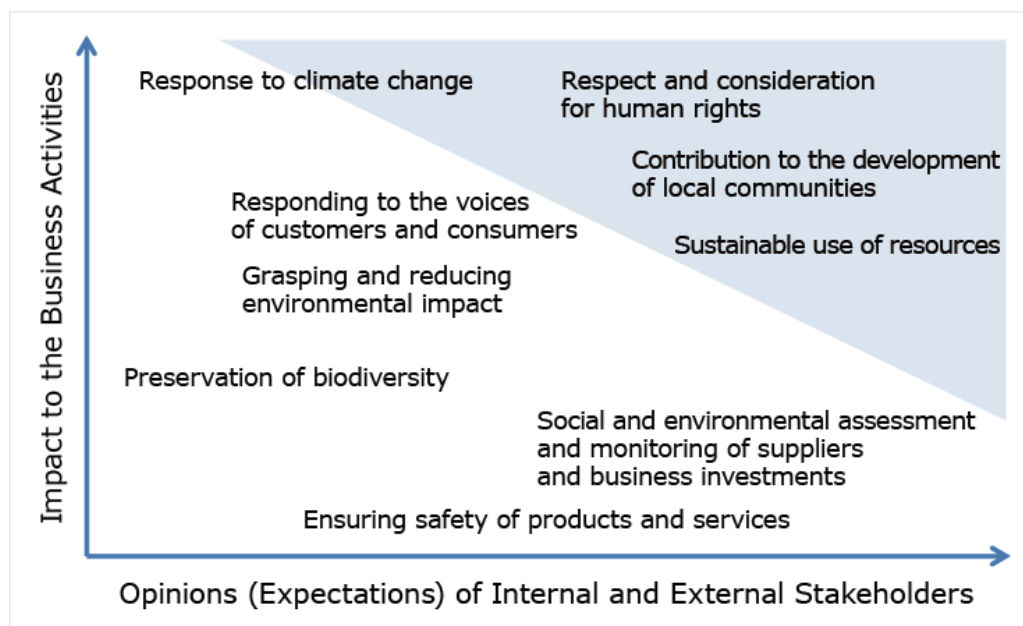 Impact to the Business Activities
Response to climate change
Respect and consideration
for human rights
Contribution to the development
of local communities
Responding to the voices
of customers and consumers
Sustainable use of resources
Grasping and reducing
environmental impact
Preservation of biodiversity
Social and environmental assessment
and monitoring of suppliers
and business investments
Ensuring safety of products and services
Opinions (Expectations) of Internal and External Stakeholders